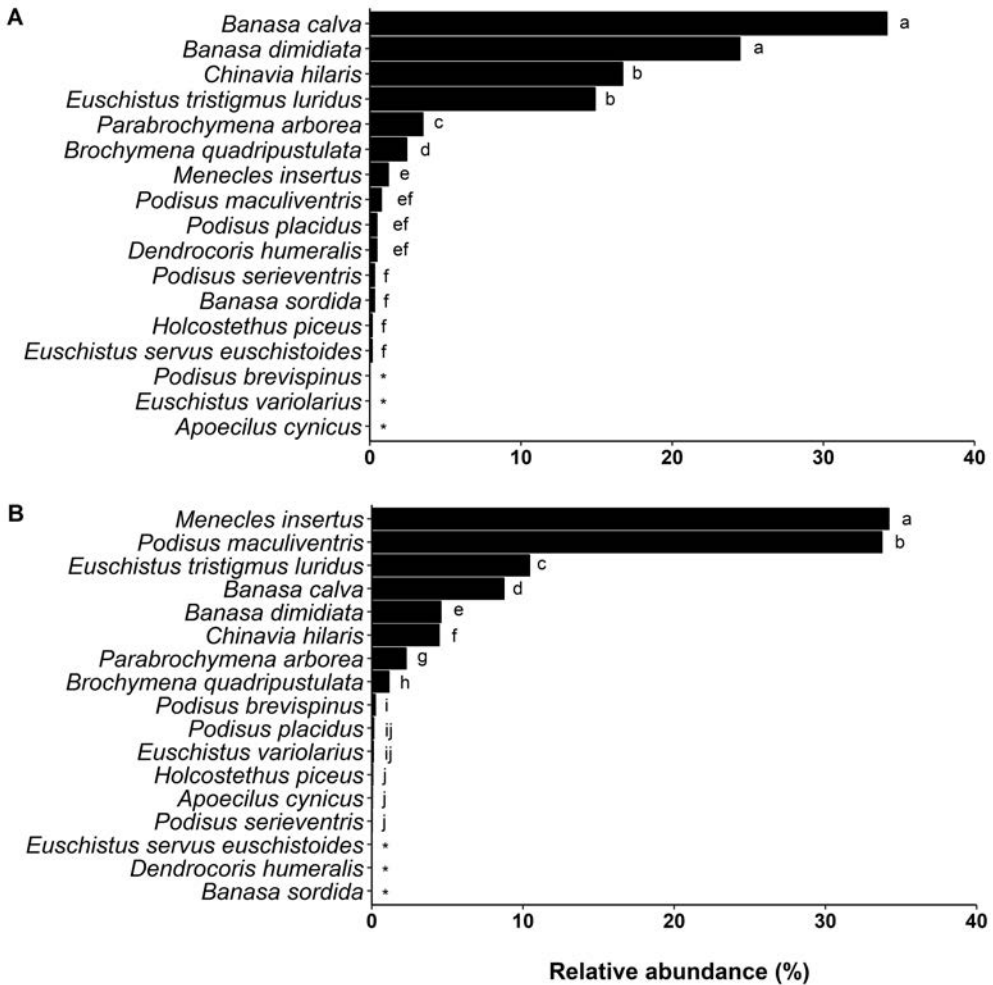 A
Banasa calva a
Banasa dimidiata a
Chinavia hilaris b
Euschistus tristigmus luridus b
Parabrochymena arborea c
Brochymena quadripustulata d
Menecles insertus e
Podisus maculiventris ef
Podisus placidus ef
Dendrocoris humeralis ef
Podisus serieventris f
Banasa sordida f
Holcostethus piceus f
Euschistus servus euschistoides f
Podisus brevispinus *
Euschistus variolarius *
Apoecilus cynicus *
0 10 20 30 40
B
Menecles insertus a
Podisus maculiventris b
Euschistus tristigmus luridus c
Banasa calva d
Banasa dimidiata e
Chinavia hilaris f
Parabrochymena arborea g
Brochymena quadripustulata h
Podisus brevispinus i
Podisus placidus ij
Euschistus variolarius ij
Holcostethus piceus j
Apoecilus cynicus j
Podisus serieventris j
Euschistus servus euschistoides *
Dendrocoris humeralis *
Banasa sordida *
0 10 20 30 40
Relative abundance (%)